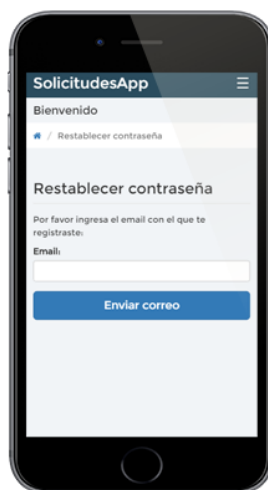 SolicitudesApp
Bienvenido
/ Restablecer contraseña
Restablecer contraseña
Por favor ingresa el email con el que te
registraste:
Email:
Enviar correo